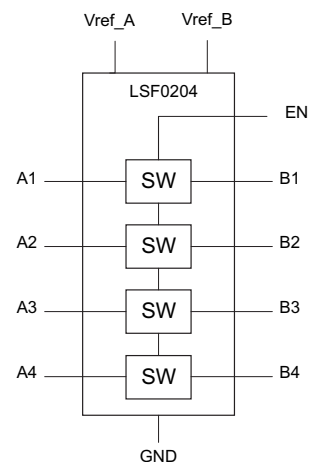 Vref_A Vref_B
LSF0204
EN
A1 SW B1
A2 SW B2
A3 SW B3
A4 SW B4
GND